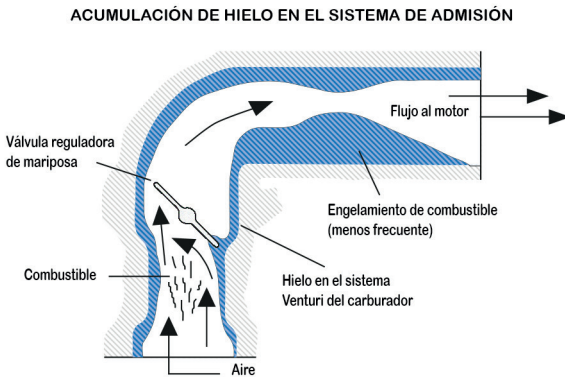 ACUMULACIÓN DE HIELO EN EL SISTEMA DE ADMISIÓN
Flujo al motor
Válvula reguladora
de mariposa
Engelamiento de combustible
(menos frecuente)
Combustible
Hielo en el sistema
Venturi del carburador
Aire